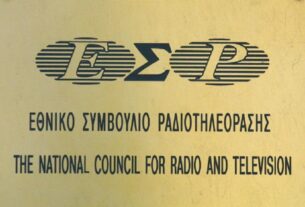 ΕΣΡ
ΕΘΝΙΚΟ ΣΥΜΒΟΥΛΙΟ ΡΑΔΙΟΤΗΛΕΟΡΑΣΗΣ
THE NATIONAL COUNCIL FOR RADIO AND TELEVISION